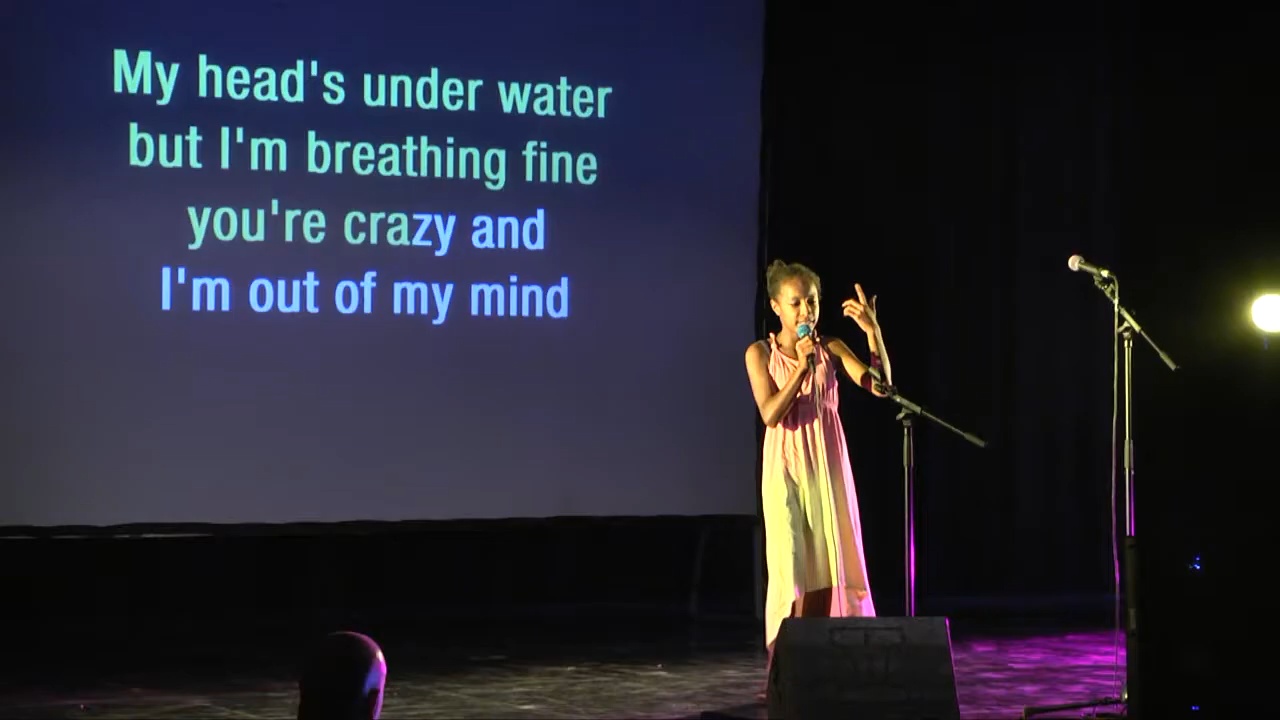 My head's under water
but I'm breathing fine
you're crazy and
I'm out of my mind